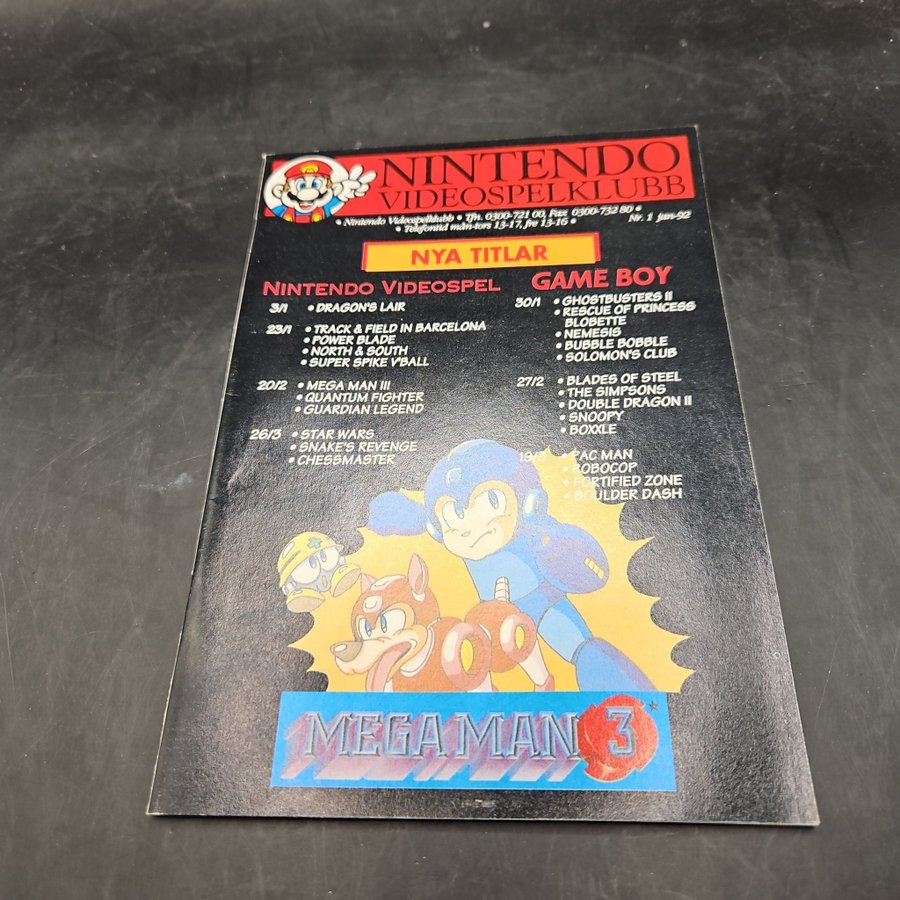 NINTENDO
VIDEOSPELKLUBB
• Nintendo Videospelklubb • Tfn. 0300-721 00, Fax 0300-732 80 •
• Telefontid mån-tors 13-17, fre 13-16 •
Nr. 1 jan-92
NYA TITLAR
NINTENDO VIDEOSPEL
3/1 • DRAGON'S LAIR
23/1 • TRACK & FIELD IN BARCELONA
• POWER BLADE
• NORTH & SOUTH
• SUPER SPIKE V'BALL
20/2 • MEGA MAN III
• QUANTUM FIGHTER
• GUARDIAN LEGEND
26/3 • STAR WARS
• SNAKE'S REVENGE
• CHESSMASTER
GAME BOY
30/1 • GHOSTBUSTERS II
• RESCUE OF PRINCESS
BLOBETTE
• NEMESIS
• BUBBLE BOBBLE
• SOLOMON'S CLUB
27/2 • BLADES OF STEEL
• THE SIMPSONS
• DOUBLE DRAGON II
• SNOOPY
• BOXXLE
19/3 • PAC MAN
• ROBOCOP
• FORTIFIED ZONE
• BOULDER DASH
MEGA MAN 3